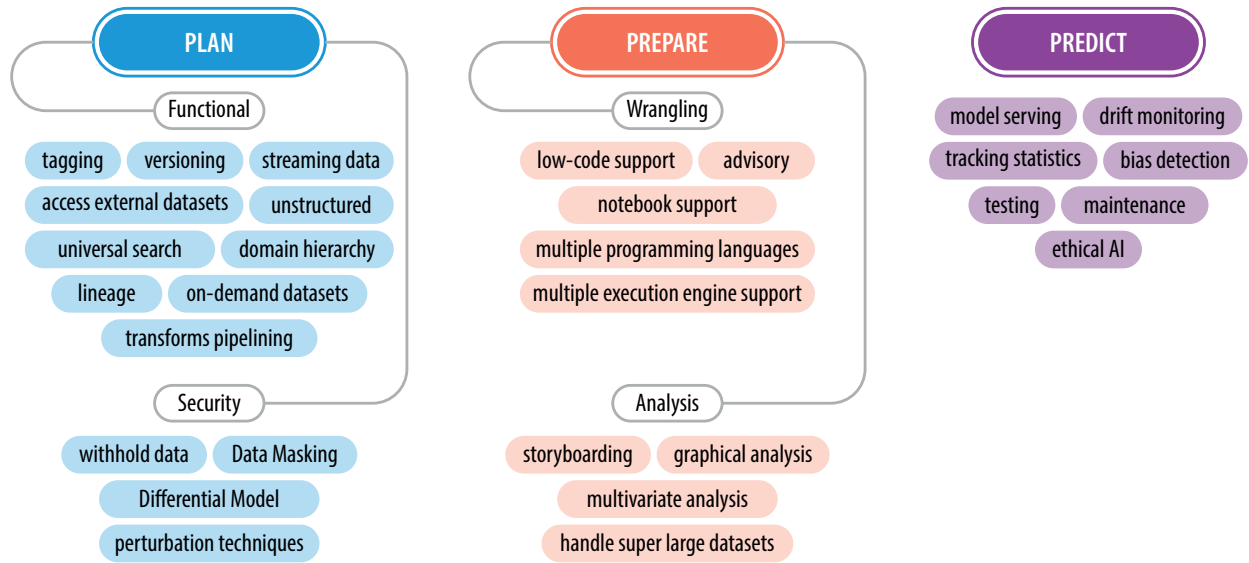 PLAN
Functional
tagging
versioning
streaming data
access external datasets
unstructured
universal search
domain hierarchy
lineage
on-demand datasets
transforms pipelining
Security
withhold data
Data Masking
Differential Model
perturbation techniques
PREPARE
Wrangling
low-code support
advisory
notebook support
multiple programming languages
multiple execution engine support
Analysis
storyboarding
graphical analysis
multivariate analysis
handle super large datasets
PREDICT
model serving
drift monitoring
tracking statistics
bias detection
testing
maintenance
ethical AI